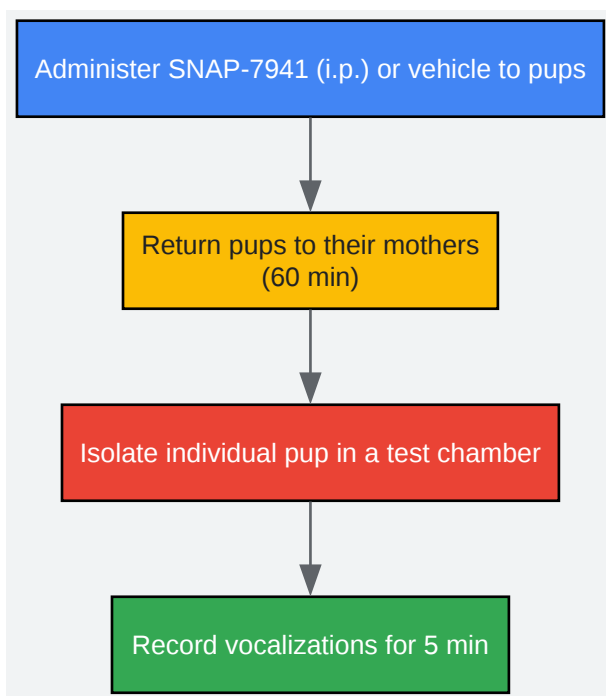 Administer SNAP-7941 (i.p.) or vehicle to pups
Return pups to their mothers
(60 min)
Isolate individual pup in a test chamber
Record vocalizations for 5 min